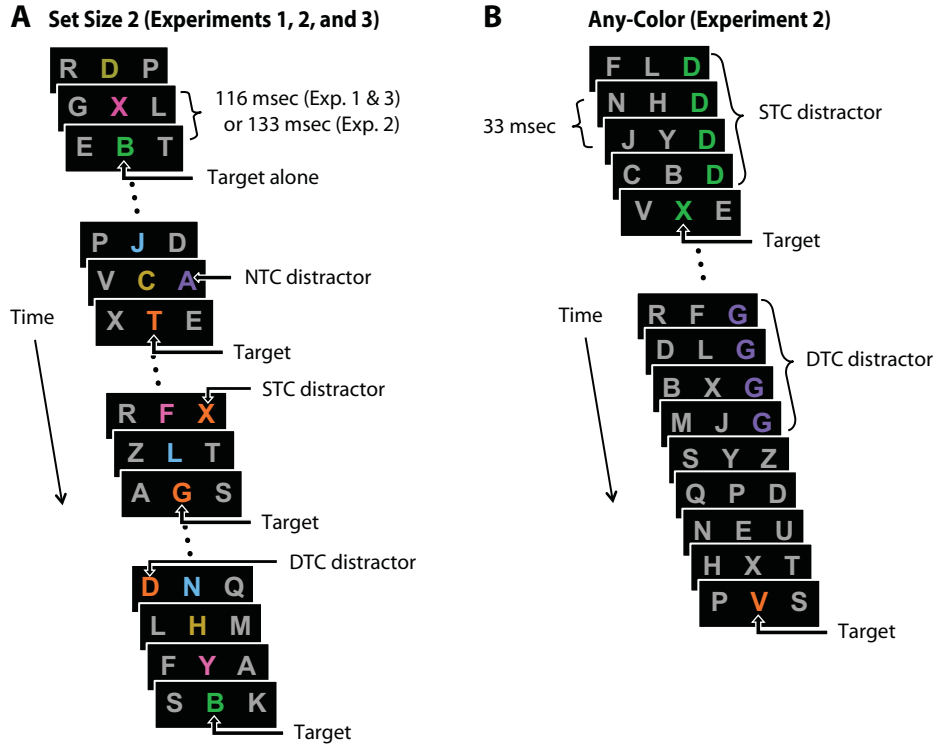 A Set Size 2 (Experiments 1, 2, and 3)
R D P
G X L
E B T
116 msec (Exp. 1 & 3)
or 133 msec (Exp. 2)
Target alone
P J D
V C A
X T E
NTC distractor
Time
Target
STC distractor
R F X
Z L T
A G S
Target
DTC distractor
D N Q
L H M
F Y A
S B K
Target
B Any-Color (Experiment 2)
F L D
N H D
J Y D
C B D
V X E
33 msec
STC distractor
Target
R F G
D L G
B X G
M J G
S Y Z
Q P D
N E U
H X T
P V S
Time
DTC distractor
Target